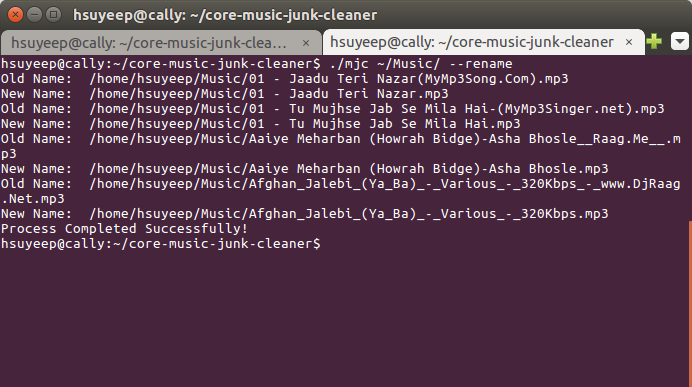 hsuyeep@cally: ~/core-music-junk-cleaner
hsuyeep@cally: ~/core-music-junk-clea... × hsuyeep@cally: ~/core-music-junk-cleaner ×
hsuyeep@cally:~/core-music-junk-cleaner$ ./mjc ~/Music/ --rename
Old Name:  /home/hsuyeep/Music/01 - Jaadu Teri Nazar(MyMp3Song.Com).mp3
New Name:  /home/hsuyeep/Music/01 - Jaadu Teri Nazar.mp3
Old Name:  /home/hsuyeep/Music/01 - Tu Mujhse Jab Se Mila Hai-(MyMp3Singer.net).mp3
New Name:  /home/hsuyeep/Music/01 - Tu Mujhse Jab Se Mila Hai.mp3
Old Name:  /home/hsuyeep/Music/Aaiye Meharban (Howrah Bidge)-Asha Bhosle__Raag.Me__.m
p3
New Name:  /home/hsuyeep/Music/Aaiye Meharban (Howrah Bidge)-Asha Bhosle.mp3
Old Name:  /home/hsuyeep/Music/Afghan_Jalebi_(Ya_Ba)_-_Various_-_320Kbps_-_www.DjRaag
.Net.mp3
New Name:  /home/hsuyeep/Music/Afghan_Jalebi_(Ya_Ba)_-_Various_-_320Kbps.mp3
Process Completed Successfully!
hsuyeep@cally:~/core-music-junk-cleaner$